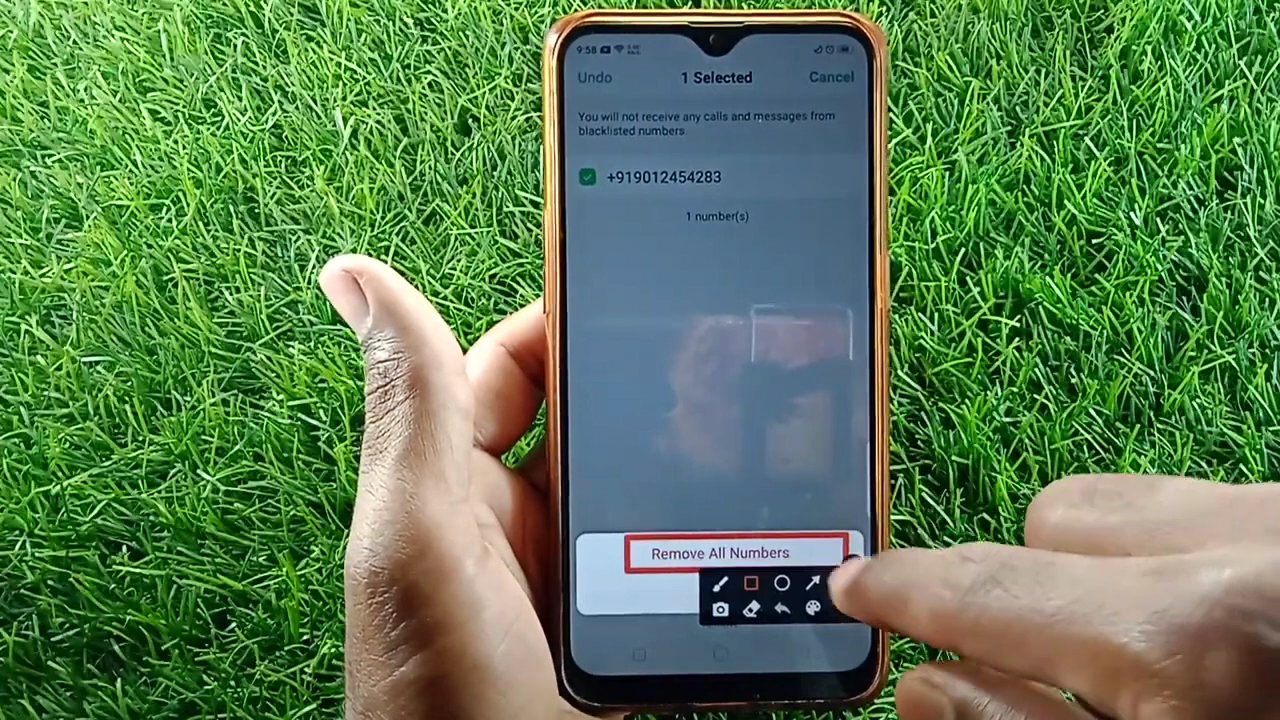 9:58
Undo
1 Selected
Cancel
You will not receive any calls and messages from
blacklisted numbers.
+919012454283
1 number(s)
Remove All Numbers